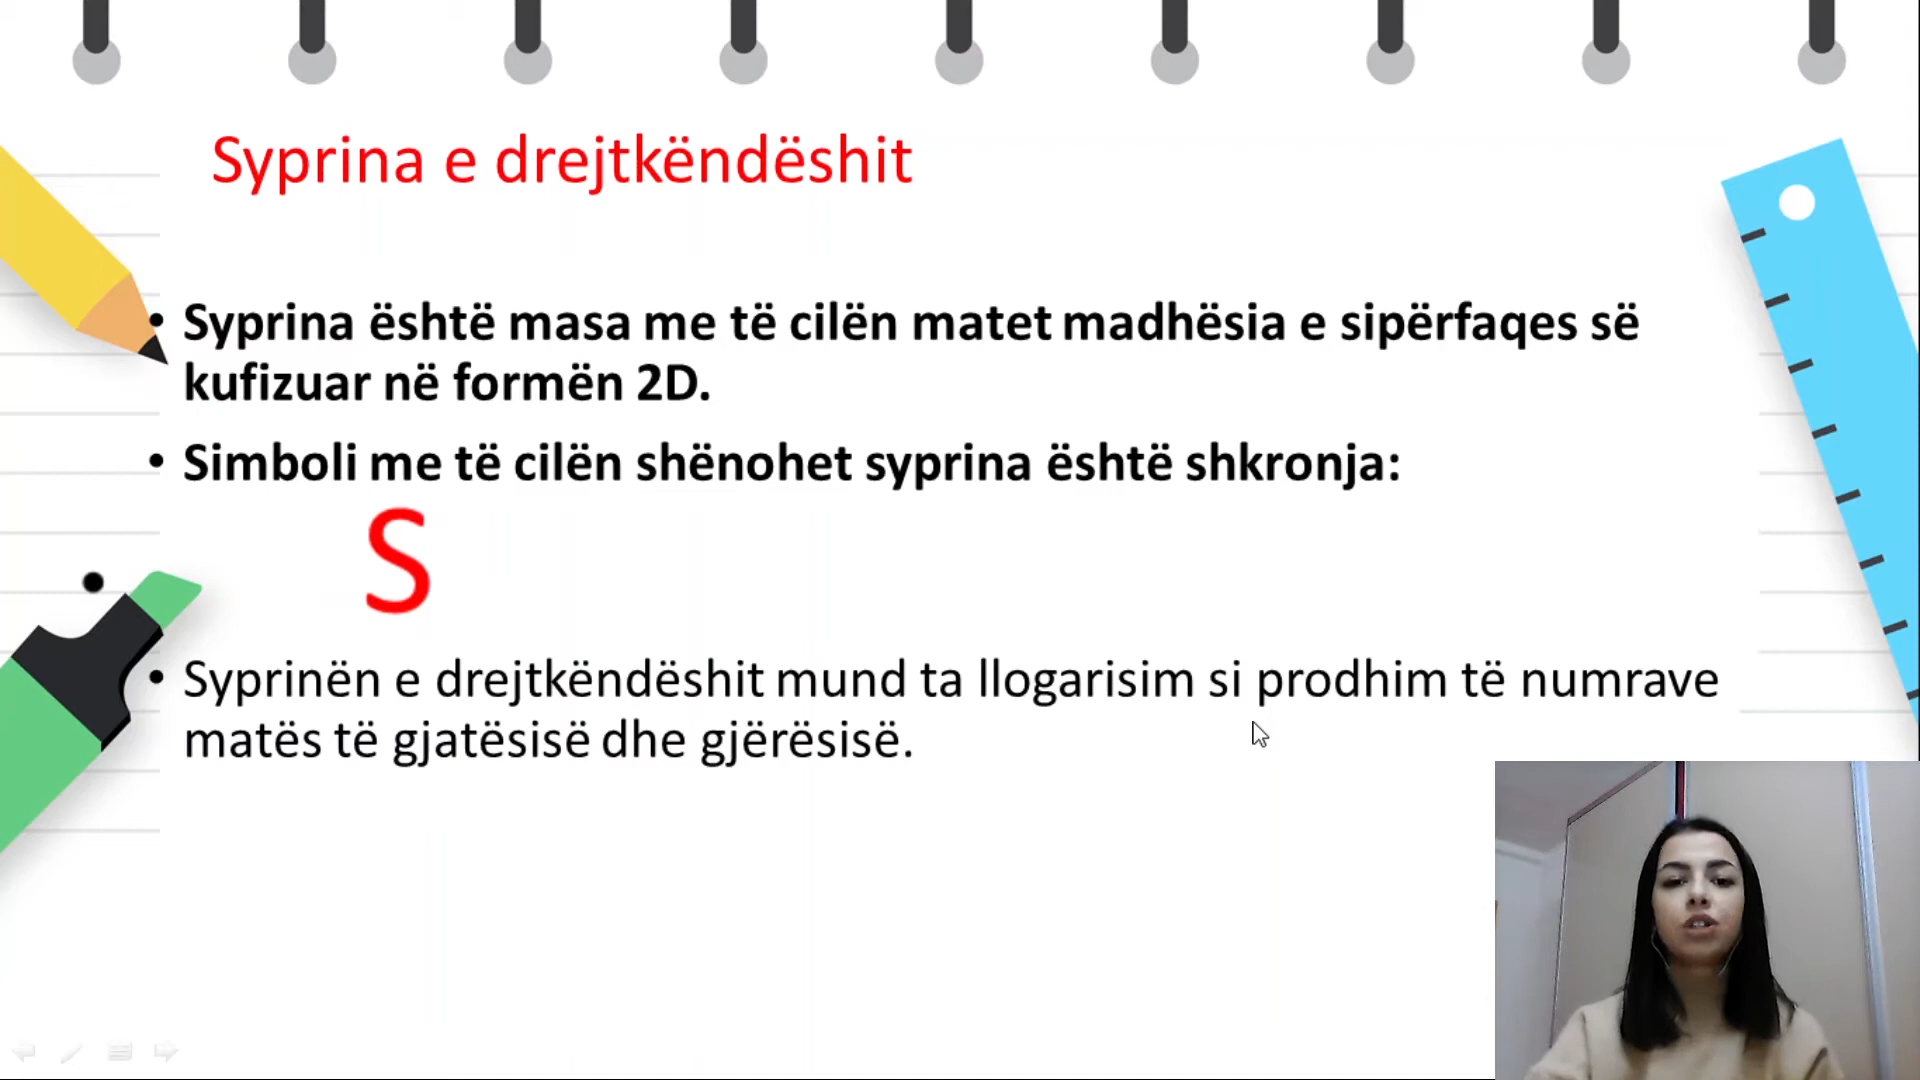 Syprina e drejtkëndëshit
• Syprina është masa me të cilën matet madhësia e sipërfaqes së
kufizuar në formën 2D.
• Simboli me të cilën shënohet syprina është shkronja:
S
• Syprinën e drejtkëndëshit mund ta llogarisim si prodhim të numrave
matës të gjatësisë dhe gjërësisë.